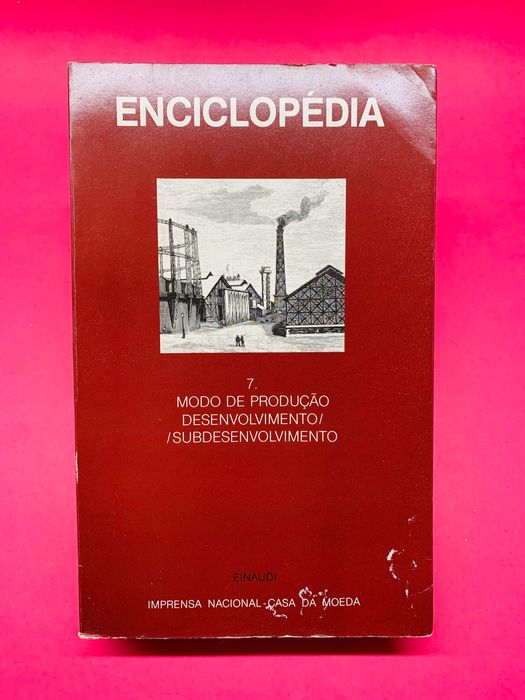 ENCICLOPÉDIA
7.
MODO DE PRODUÇÃO
DESENVOLVIMENTO/
/SUBDESENVOLVIMENTO
EINAUDI
IMPRENSA NACIONAL-CASA DA MOEDA